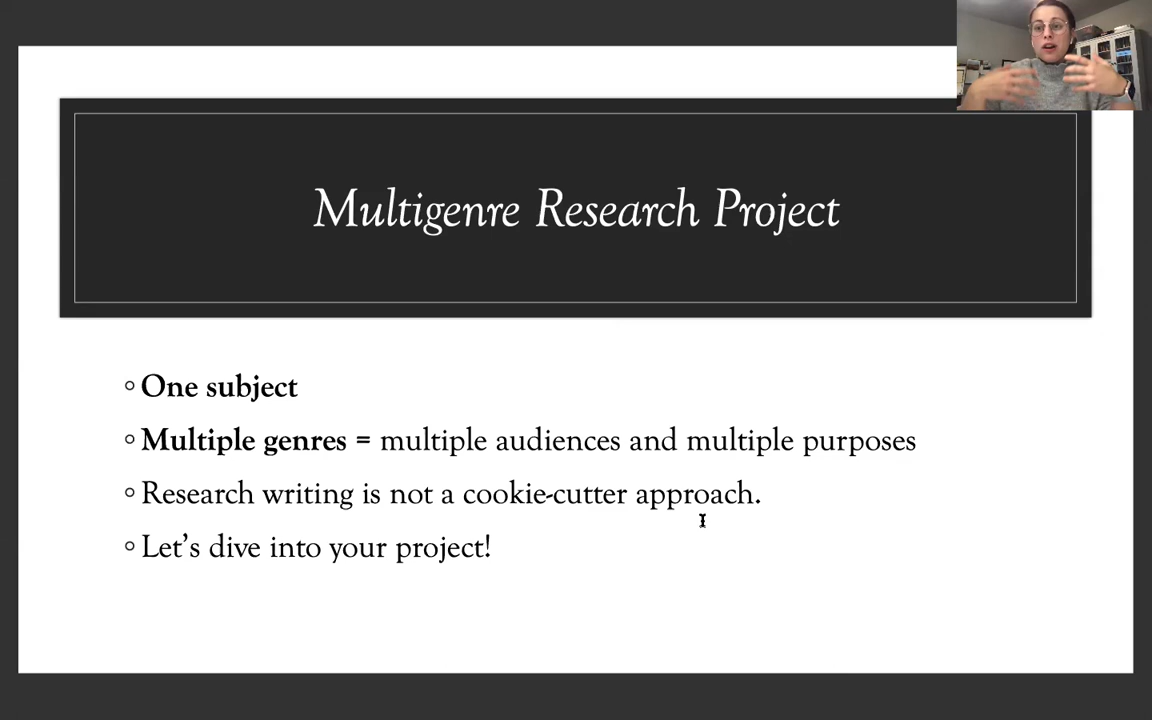 Multigenre Research Project
One subject
Multiple genres = multiple audiences and multiple purposes
Research writing is not a cookie-cutter approach.
Let’s dive into your project!